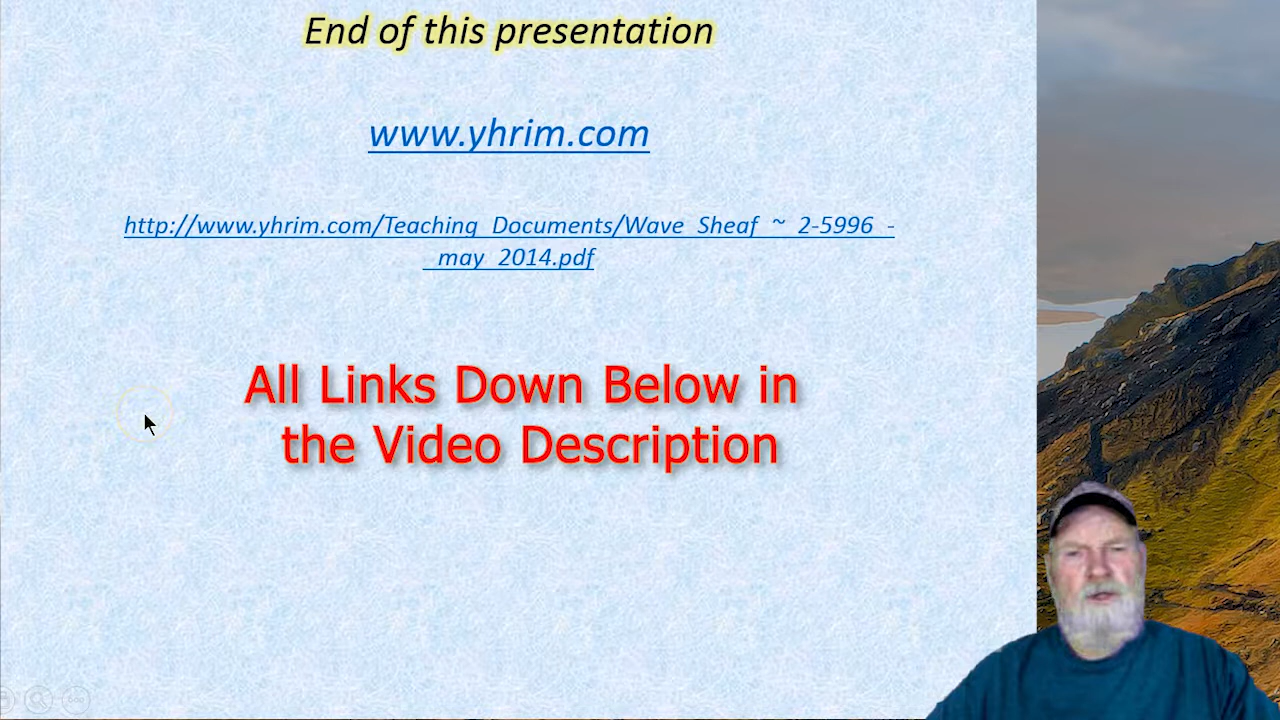 End of this presentation
www.yhrim.com
http://www.yhrim.com/Teaching_Documents/Wave_Sheaf_~_2-5996_-
_may_2014.pdf
All Links Down Below in
the Video Description